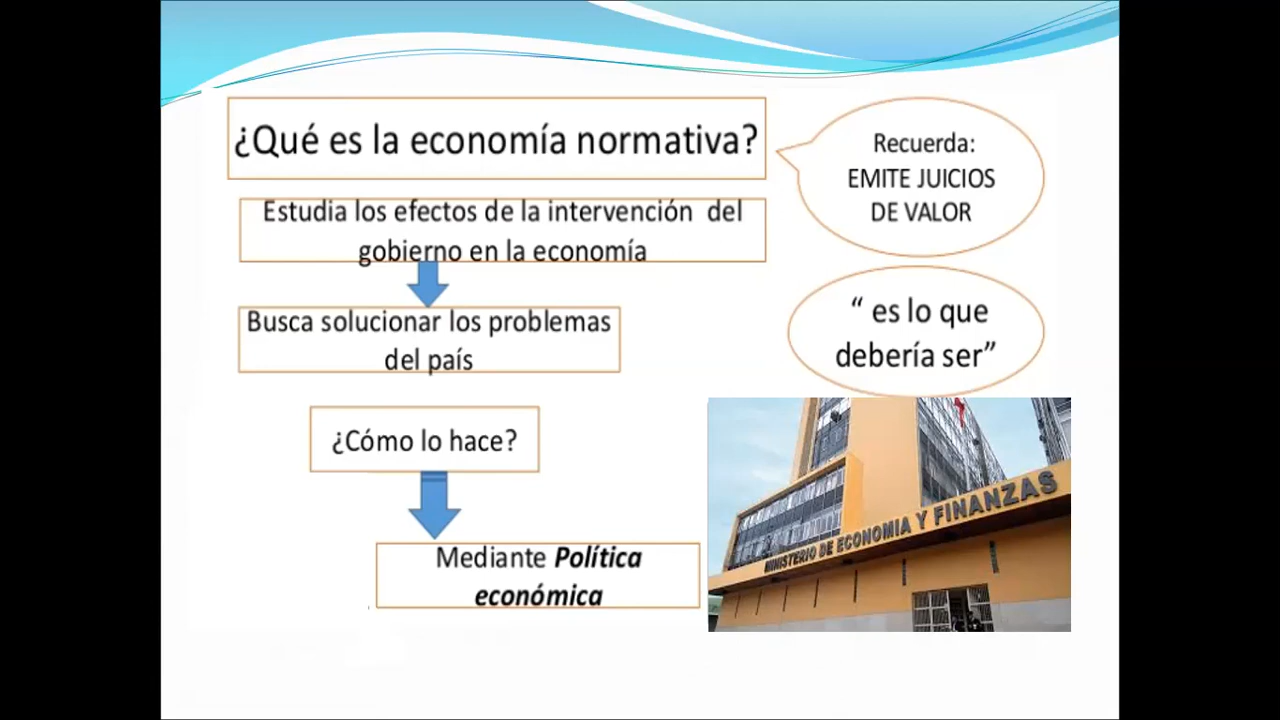 ¿Qué es la economía normativa?
Recuerda:
EMITE JUICIOS
DE VALOR
Estudia los efectos de la intervención del
gobierno en la economía
Busca solucionar los problemas
del país
“ es lo que
debería ser”
¿Cómo lo hace?
Mediante Política
económica
MINISTERIO DE ECONOMIA Y FINANZAS